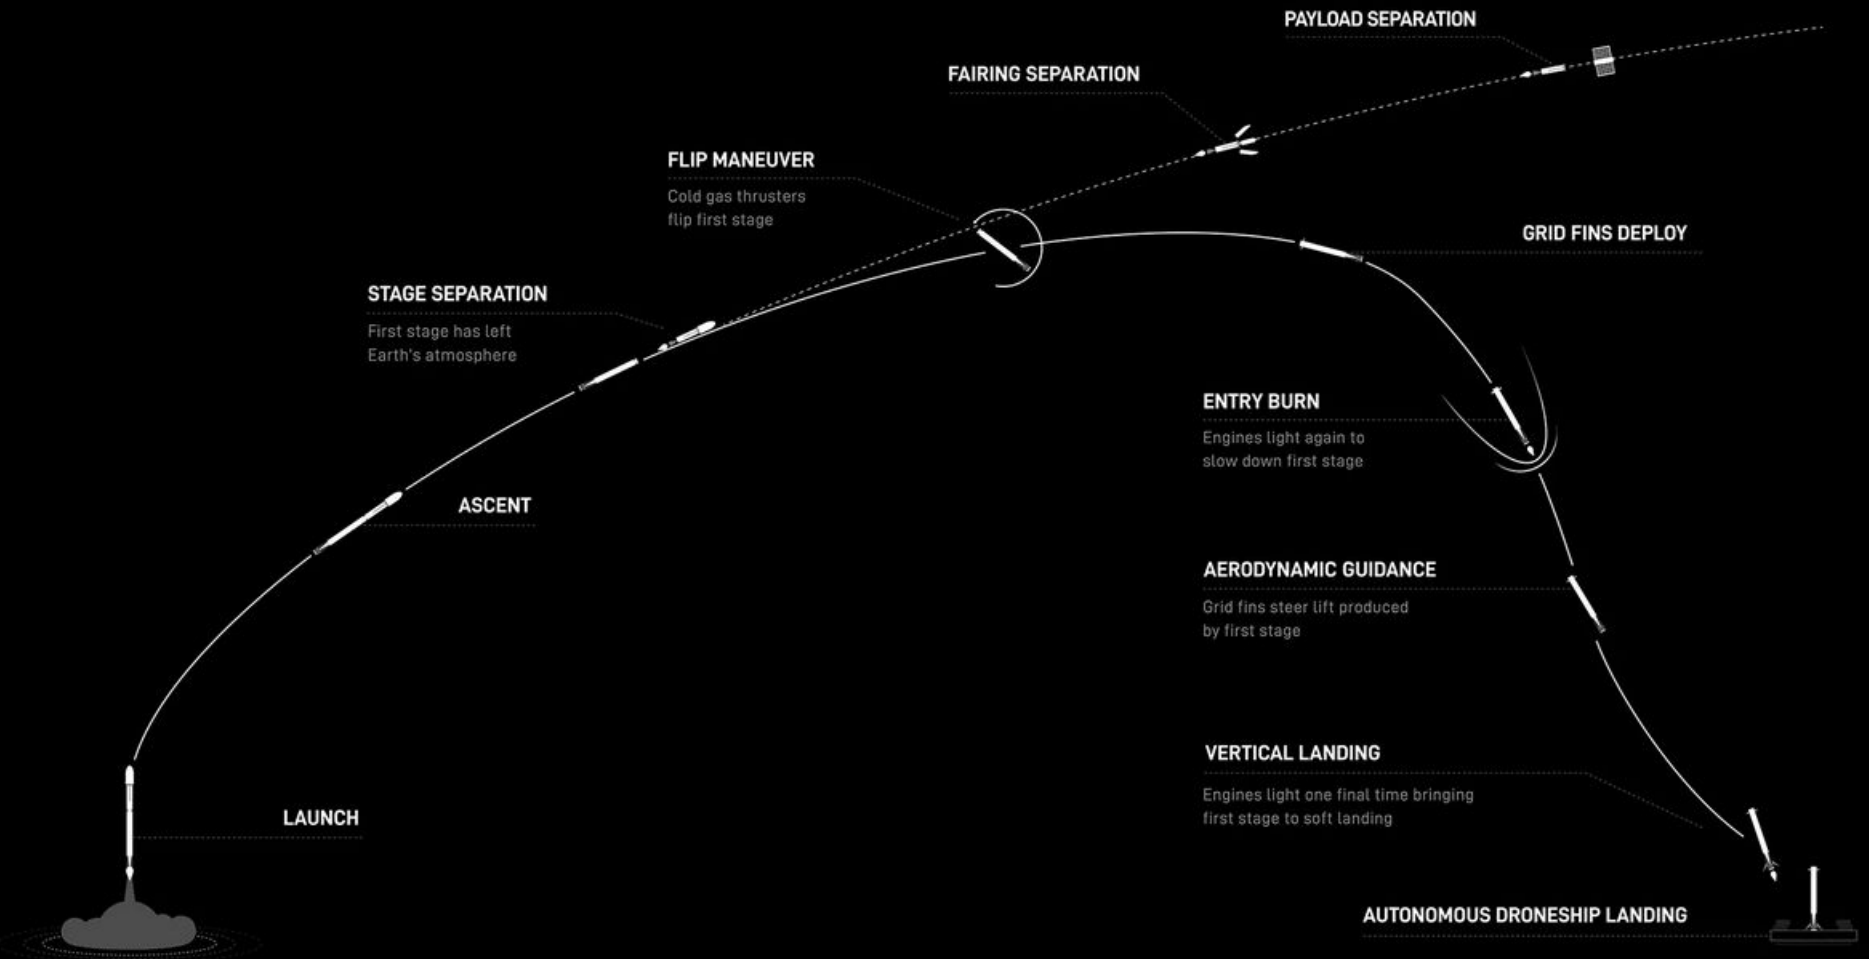 PAYLOAD SEPARATION
FAIRING SEPARATION
FLIP MANEUVER
Cold gas thrusters
flip first stage
GRID FINS DEPLOY
STAGE SEPARATION
First stage has left
Earth's atmosphere
ENTRY BURN
Engines light again to
slow down first stage
ASCENT
AERODYNAMIC GUIDANCE
Grid fins steer lift produced
by first stage
VERTICAL LANDING
Engines light one final time bringing
first stage to soft landing
LAUNCH
AUTONOMOUS DRONESHIP LANDING